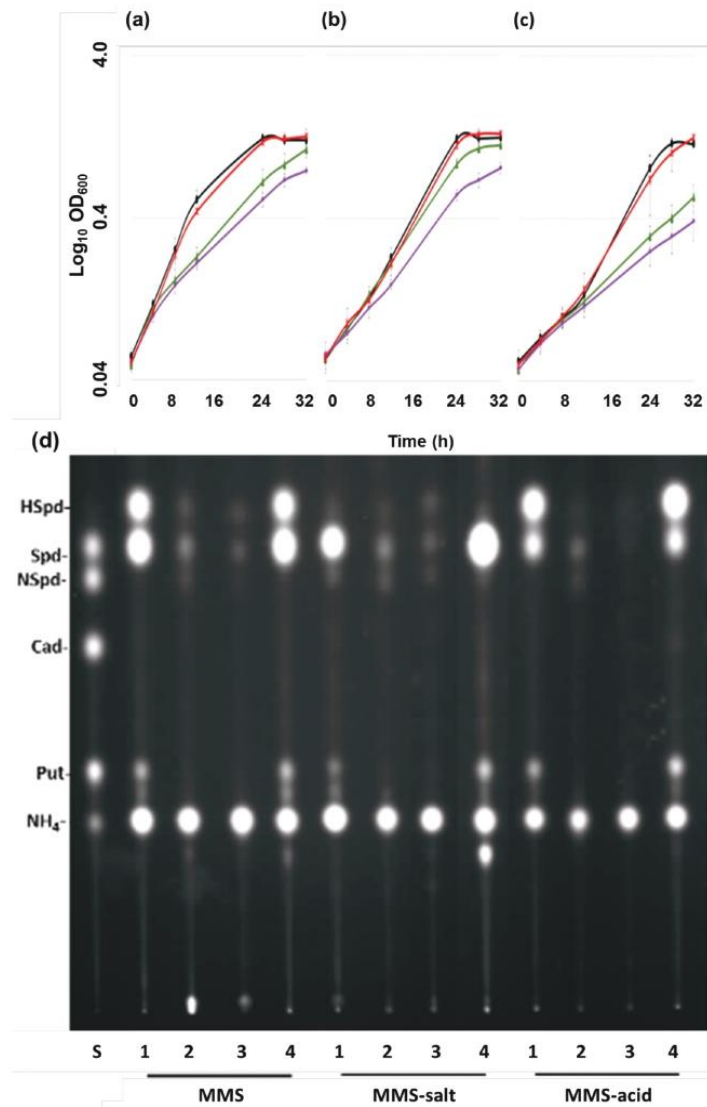 (a) (b) (c)
4.0
0.4
0.04
Log₁₀ OD₆₀₀
0 8 16 24 32 0 8 16 24 32 0 8 16 24 32
Time (h)
(d)
HSpd-
Spd-
NSpd-
Cad-
Put-
NH₄-
S 1 2 3 4 1 2 3 4 1 2 3 4
MMS MMS-salt MMS-acid